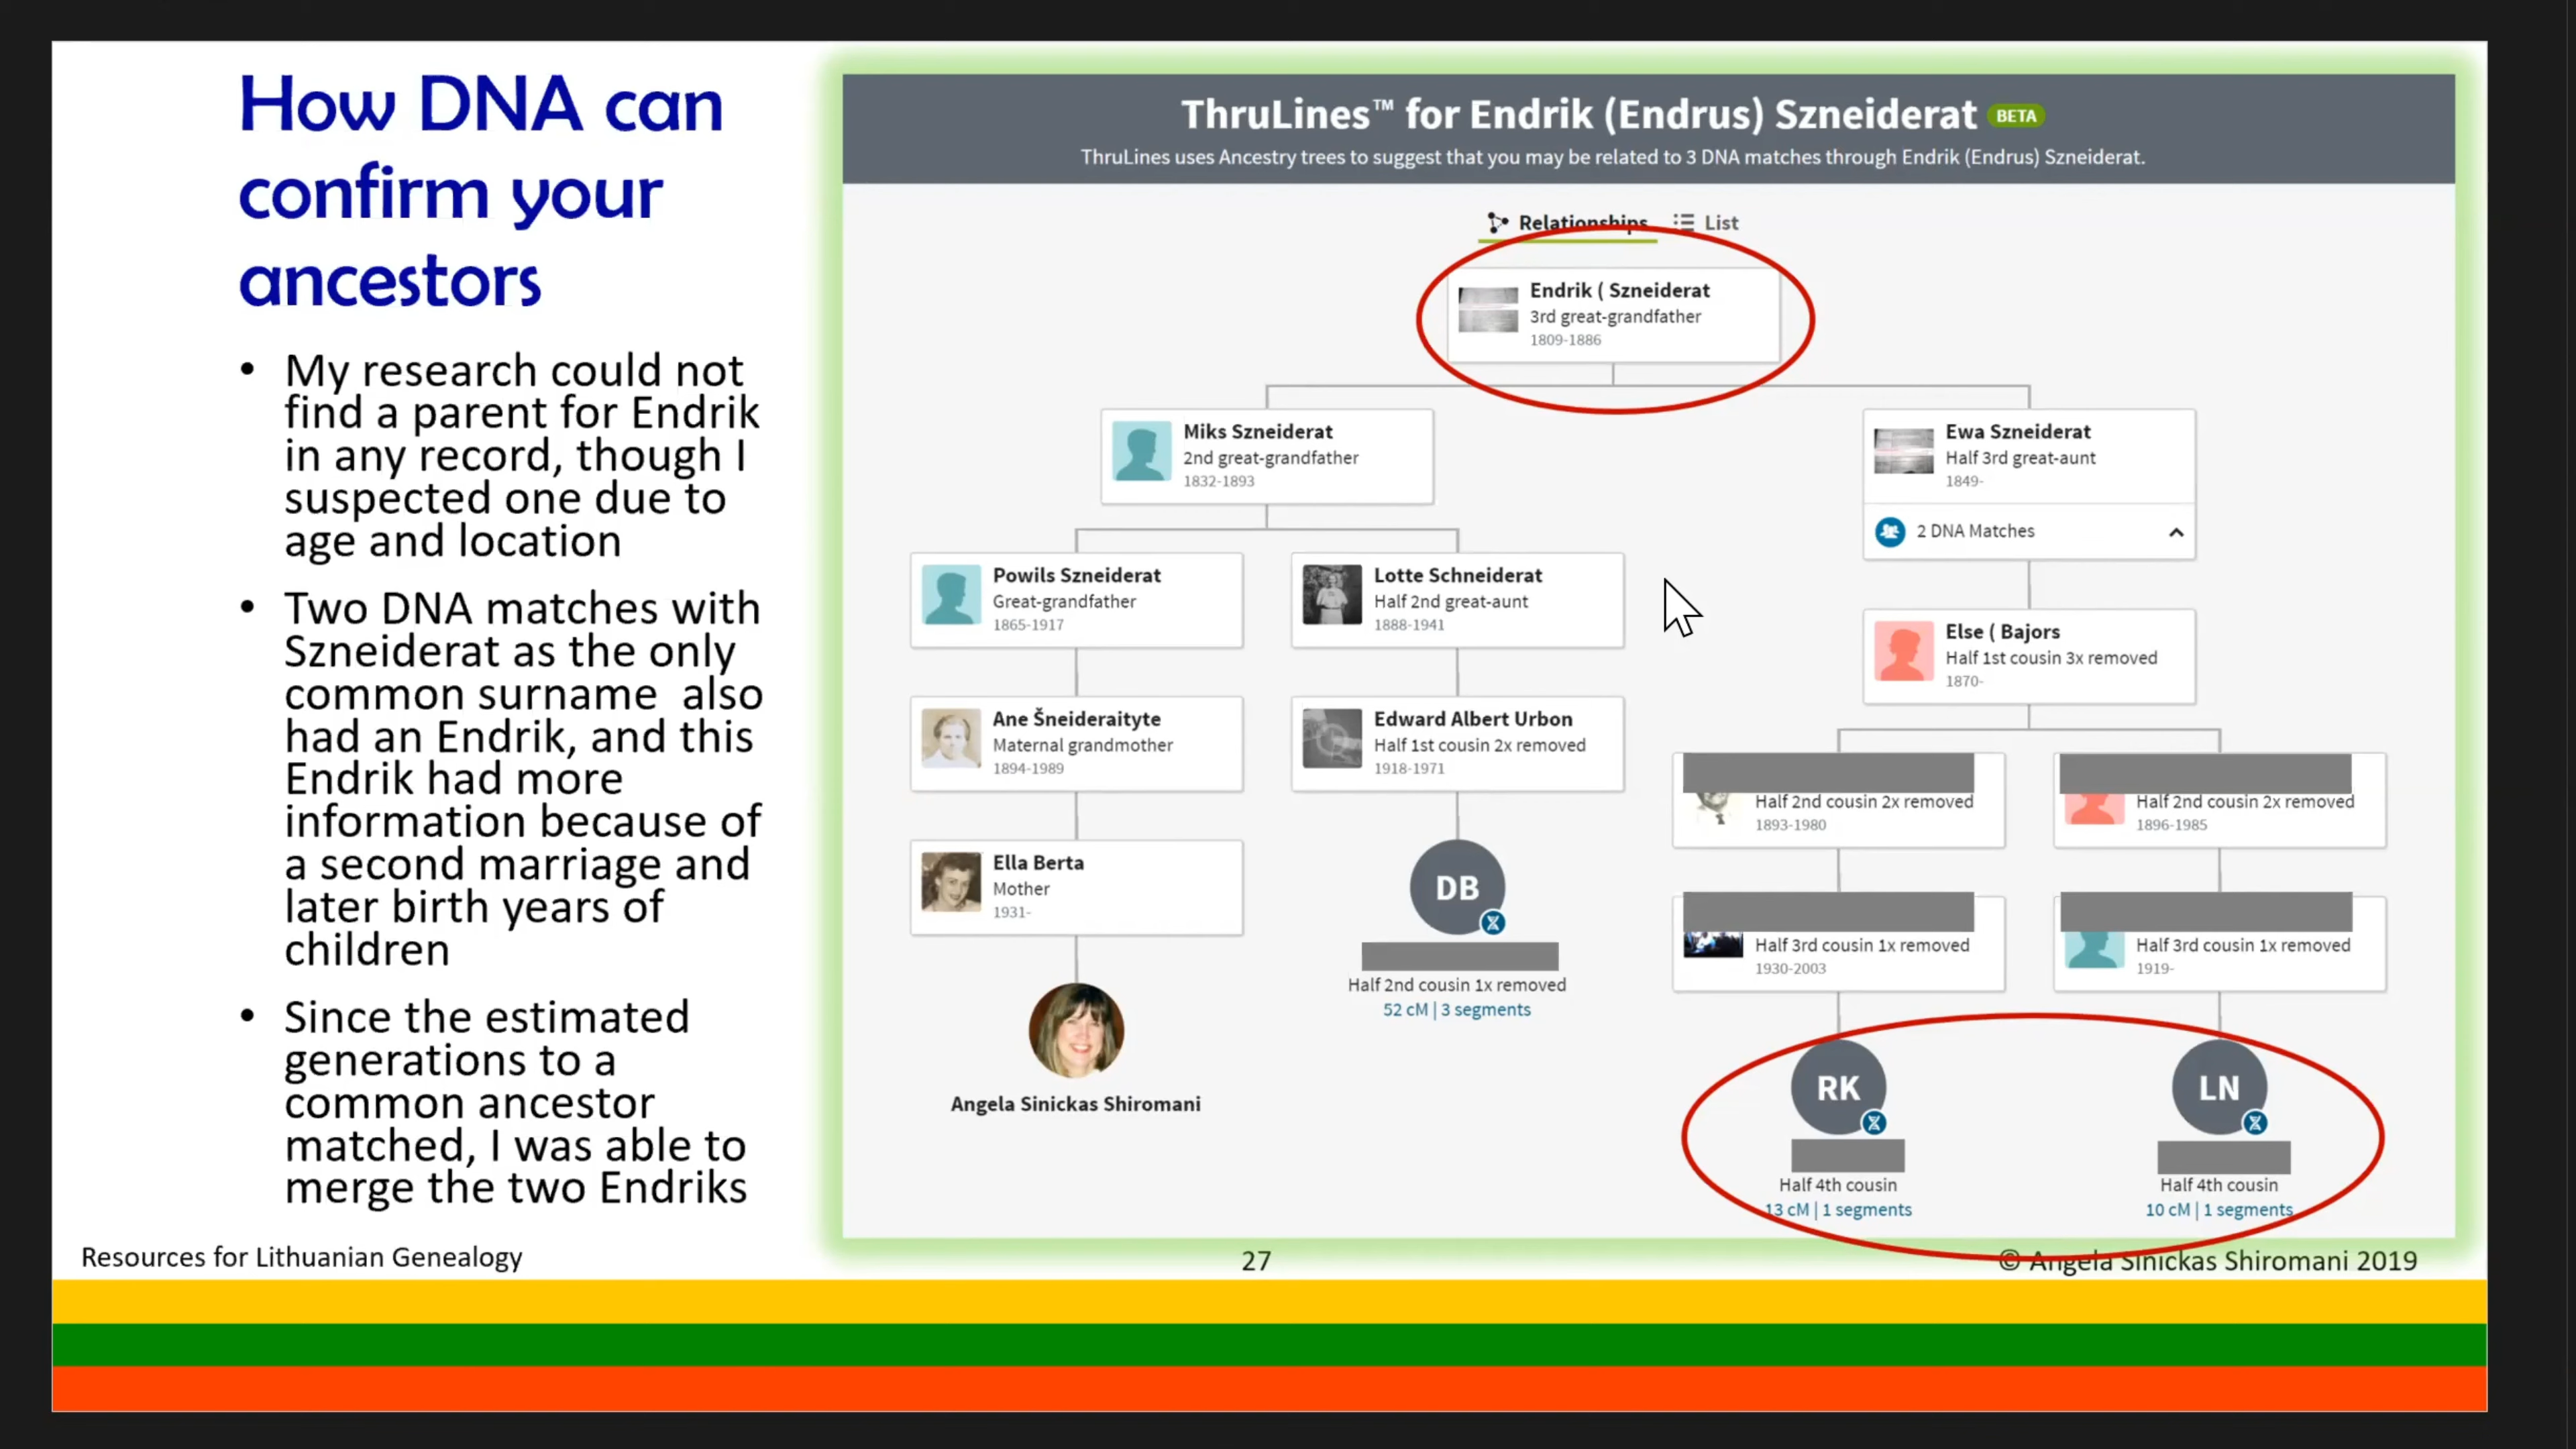 How DNA can
confirm your
ancestors
• My research could not
find a parent for Endrik
in any record, though I
suspected one due to
age and location
• Two DNA matches with
Szneiderat as the only
common surname also
had an Endrik, and this
Endrik had more
information because of
a second marriage and
later birth years of
children
• Since the estimated
generations to a
common ancestor
matched, I was able to
merge the two Endriks
ThruLines™ for Endrik (Endrus) Szneiderat BETA
ThruLines uses Ancestry trees to suggest that you may be related to 3 DNA matches through Endrik (Endrus) Szneiderat.
Relationships List
Endrik ( Szneiderat
3rd great-grandfather
1809-1886
Miks Szneiderat
2nd great-grandfather
1832-1893
Ewa Szneiderat
Half 3rd great-aunt
1849-
2 DNA Matches
Powils Szneiderat
Great-grandfather
1865-1917
Lotte Schneiderat
Half 2nd great-aunt
1888-1941
Else ( Bajors
Half 1st cousin 3x removed
1870-
Ane Šneideraityte
Maternal grandmother
1894-1989
Edward Albert Urbon
Half 1st cousin 2x removed
1918-1971
Half 2nd cousin 2x removed
1893-1980
Half 2nd cousin 2x removed
1896-1985
Ella Berta
Mother
1931-
DB
Half 2nd cousin 1x removed
52 cM | 3 segments
Half 3rd cousin 1x removed
1930-2003
Half 3rd cousin 1x removed
1919-
Angela Sinickas Shiromani
RK
Half 4th cousin
13 cM | 1 segments
LN
Half 4th cousin
10 cM | 1 segments
Resources for Lithuanian Genealogy
27
© Angela Sinickas Shiromani 2019